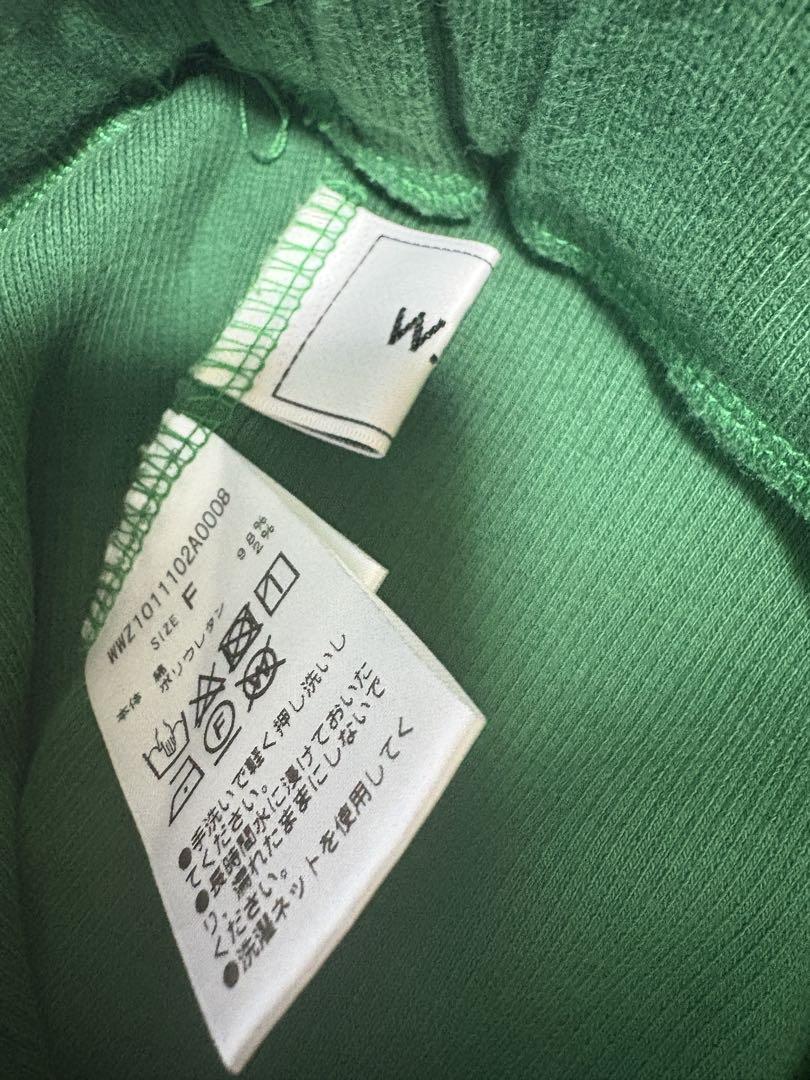 W.
WWZ1011102A0008
SIZE F
本体 綿 98%
ポリウレタン 2%
●手洗いで軽く押し洗いし
てください。
●長時間水に浸けておいた
り、濡れたままにしないで
ください。
●洗濯ネットを使用してく